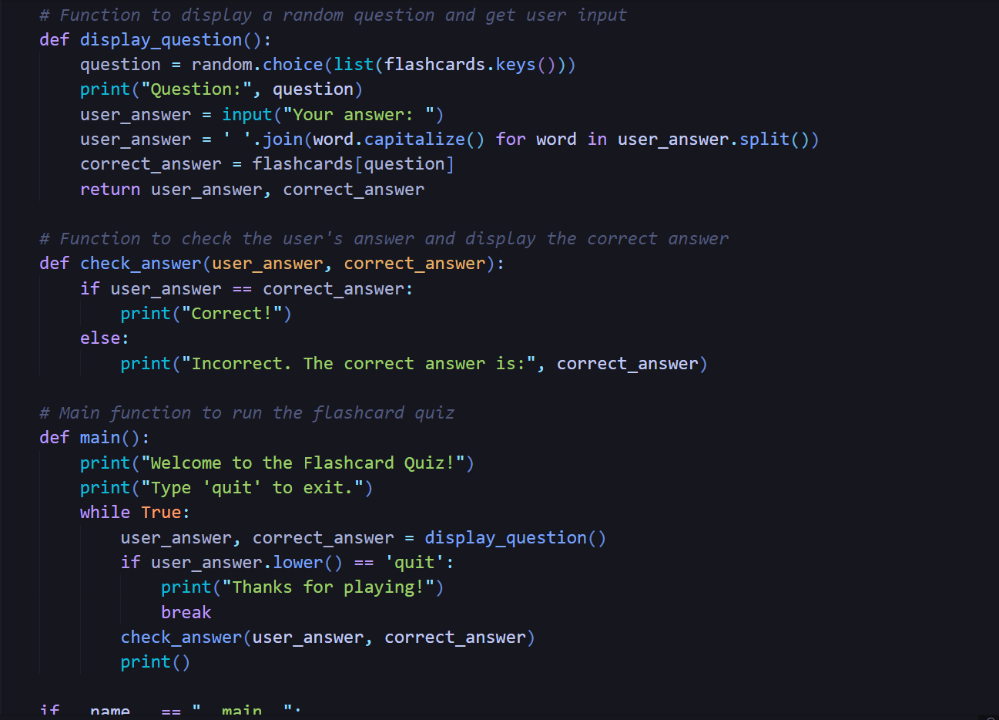 # Function to display a random question and get user input
def display_question():
    question = random.choice(list(flashcards.keys()))
    print("Question:", question)
    user_answer = input("Your answer: ")
    user_answer = ' '.join(word.capitalize() for word in user_answer.split())
    correct_answer = flashcards[question]
    return user_answer, correct_answer

# Function to check the user's answer and display the correct answer
def check_answer(user_answer, correct_answer):
    if user_answer == correct_answer:
        print("Correct!")
    else:
        print("Incorrect. The correct answer is:", correct_answer)

# Main function to run the flashcard quiz
def main():
    print("Welcome to the Flashcard Quiz!")
    print("Type 'quit' to exit.")
    while True:
        user_answer, correct_answer = display_question()
        if user_answer.lower() == 'quit':
            print("Thanks for playing!")
            break
        check_answer(user_answer, correct_answer)
        print()

if __name__ == "__main__":